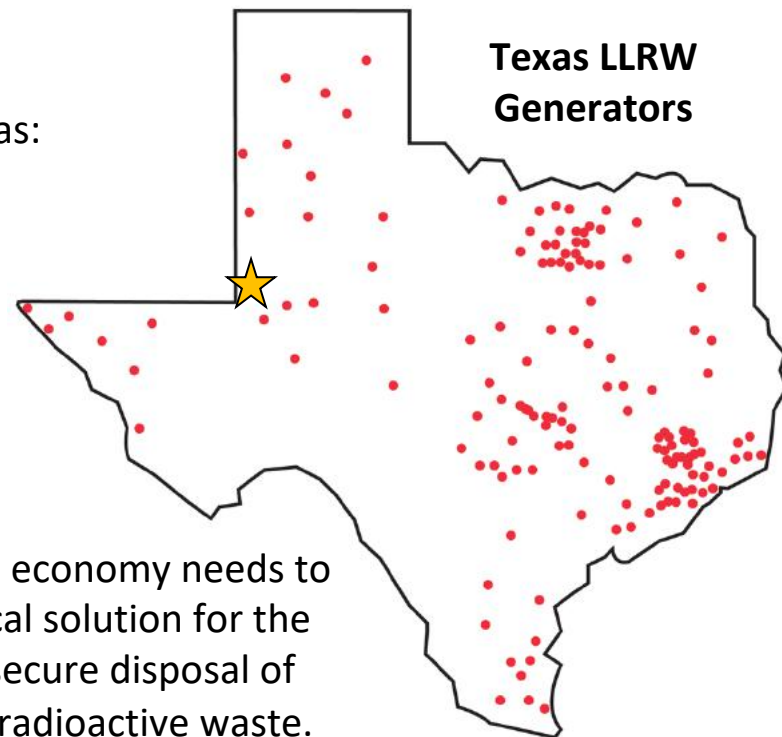 Texas LLRW
Generators
as:
economy needs to
cal solution for the
secure disposal of
radioactive waste.